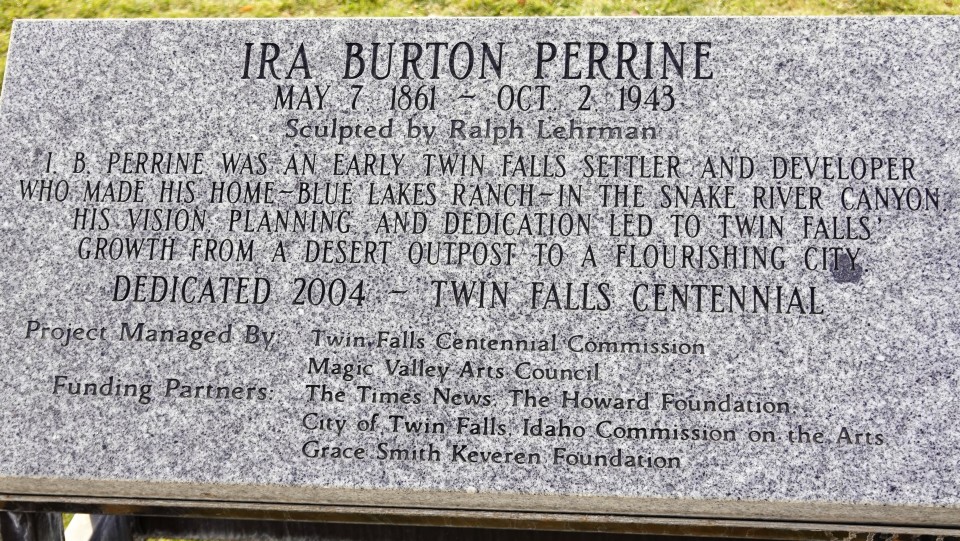 IRA BURTON PERRINE
MAY 7, 1861 ~ OCT. 2, 1943
Sculpted by Ralph Lehrman
I. B. PERRINE WAS AN EARLY TWIN FALLS SETTLER AND DEVELOPER
WHO MADE HIS HOME~BLUE LAKES RANCH~IN THE SNAKE RIVER CANYON.
HIS VISION, PLANNING, AND DEDICATION LED TO TWIN FALLS'
GROWTH FROM A DESERT OUTPOST TO A FLOURISHING CITY.
DEDICATED 2004 ~ TWIN FALLS CENTENNIAL
Project Managed By: Twin Falls Centennial Commission
Magic Valley Arts Council
Funding Partners: The Times News, The Howard Foundation,
City of Twin Falls, Idaho Commission on the Arts
Grace Smith Keveren Foundation